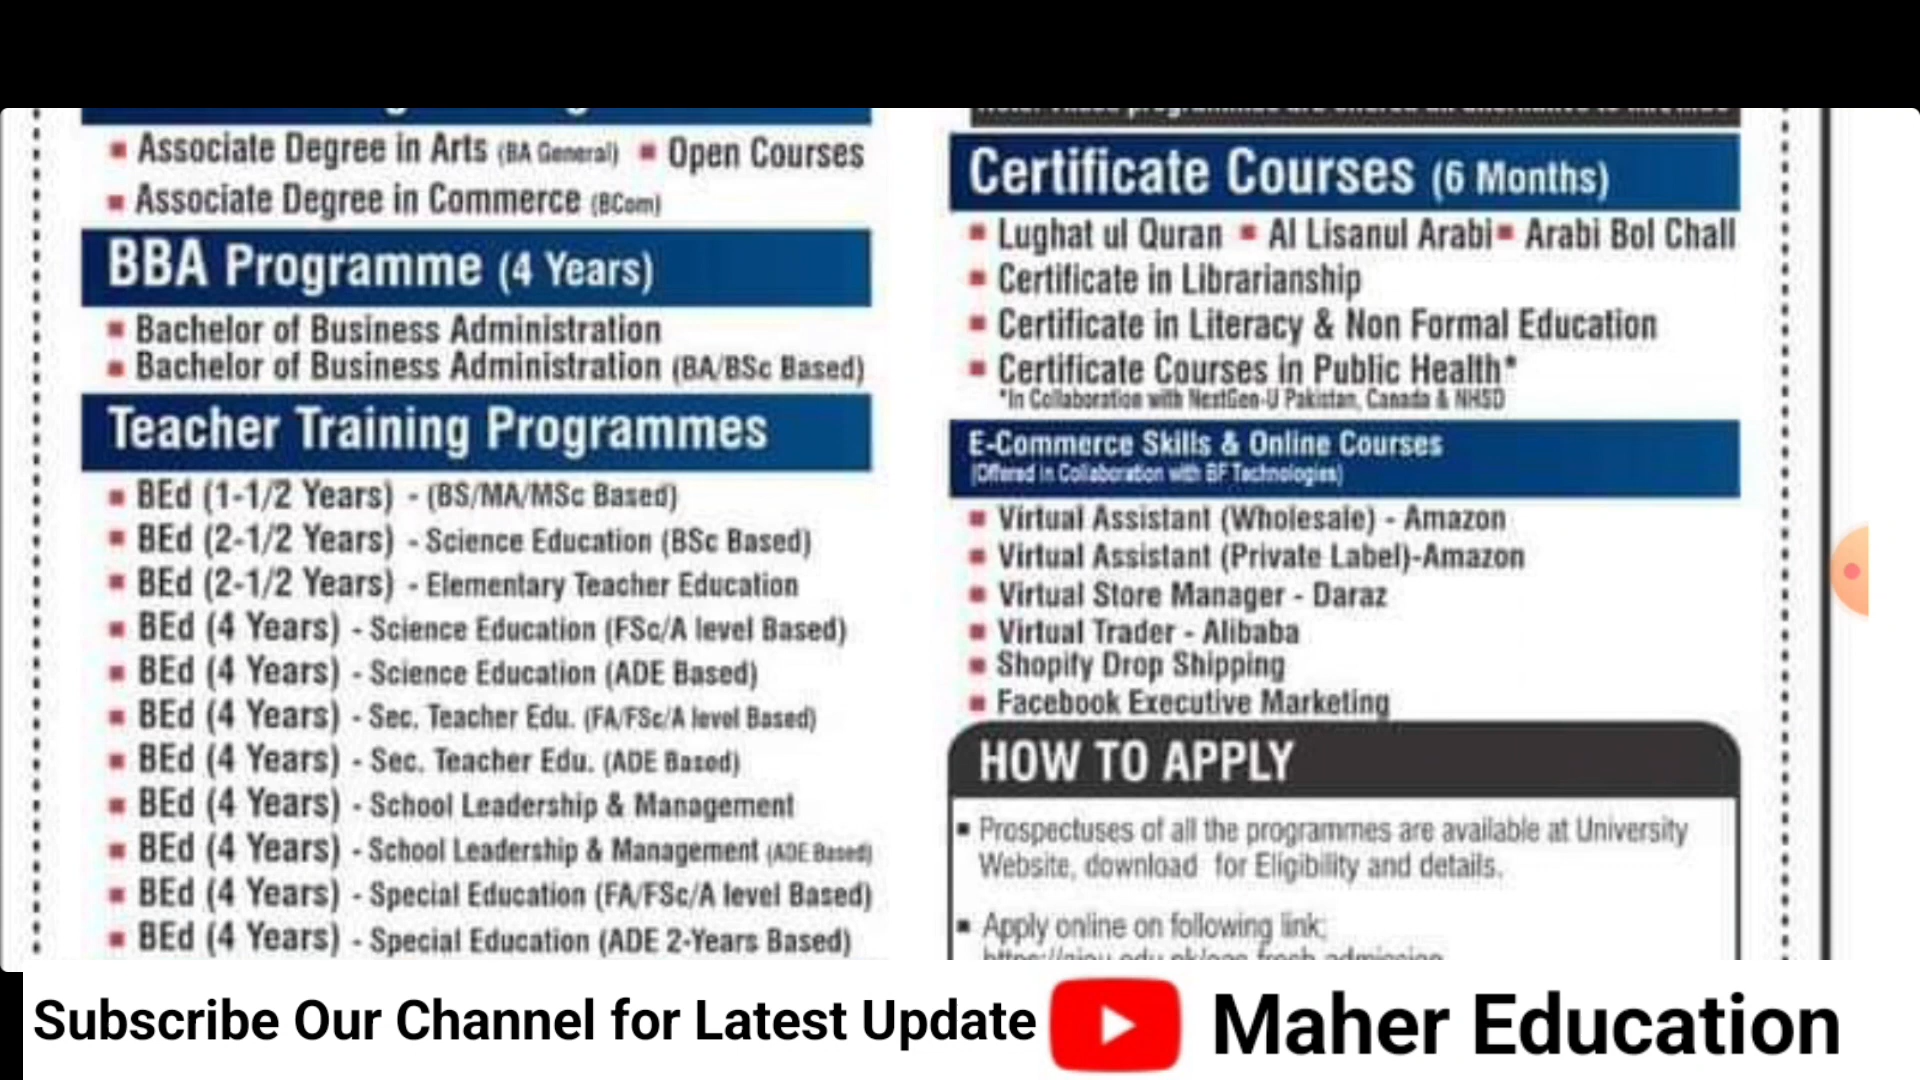 Associate Degree in Arts (BA General) Open Courses
Associate Degree in Commerce (BCom)
BBA Programme (4 Years)
Bachelor of Business Administration
Bachelor of Business Administration (BA/BSc Based)
Teacher Training Programmes
BEd (1-1/2 Years) - (BS/MA/MSc Based)
BEd (2-1/2 Years) - Science Education (BSc Based)
BEd (2-1/2 Years) - Elementary Teacher Education
BEd (4 Years) - Science Education (FSc/A level Based)
BEd (4 Years) - Science Education (ADE Based)
BEd (4 Years) - Sec. Teacher Edu. (FA/FSc/A level Based)
BEd (4 Years) - Sec. Teacher Edu. (ADE Based)
BEd (4 Years) - School Leadership & Management
BEd (4 Years) - School Leadership & Management (ADE Based)
BEd (4 Years) - Special Education (FA/FSc/A level Based)
BEd (4 Years) - Special Education (ADE 2-Years Based)
Certificate Courses (6 Months)
Lughat ul Quran Al Lisanul Arabi Arabi Bol Chall
Certificate in Librarianship
Certificate in Literacy & Non Formal Education
Certificate Courses in Public Health*
*In Collaboration with NextGen-U Pakistan, Canada & NHSD
E-Commerce Skills & Online Courses
(Offered in Collaboration with BF Technologies)
Virtual Assistant (Wholesale) - Amazon
Virtual Assistant (Private Label)-Amazon
Virtual Store Manager - Daraz
Virtual Trader - Alibaba
Shopify Drop Shipping
Facebook Executive Marketing
HOW TO APPLY
Prospectuses of all the programmes are available at University
Website, download for Eligibility and details.
Apply online on following link;
Subscribe Our Channel for Latest Update Maher Education